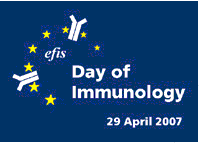 efis
Day of
Immunology
29 April 2007